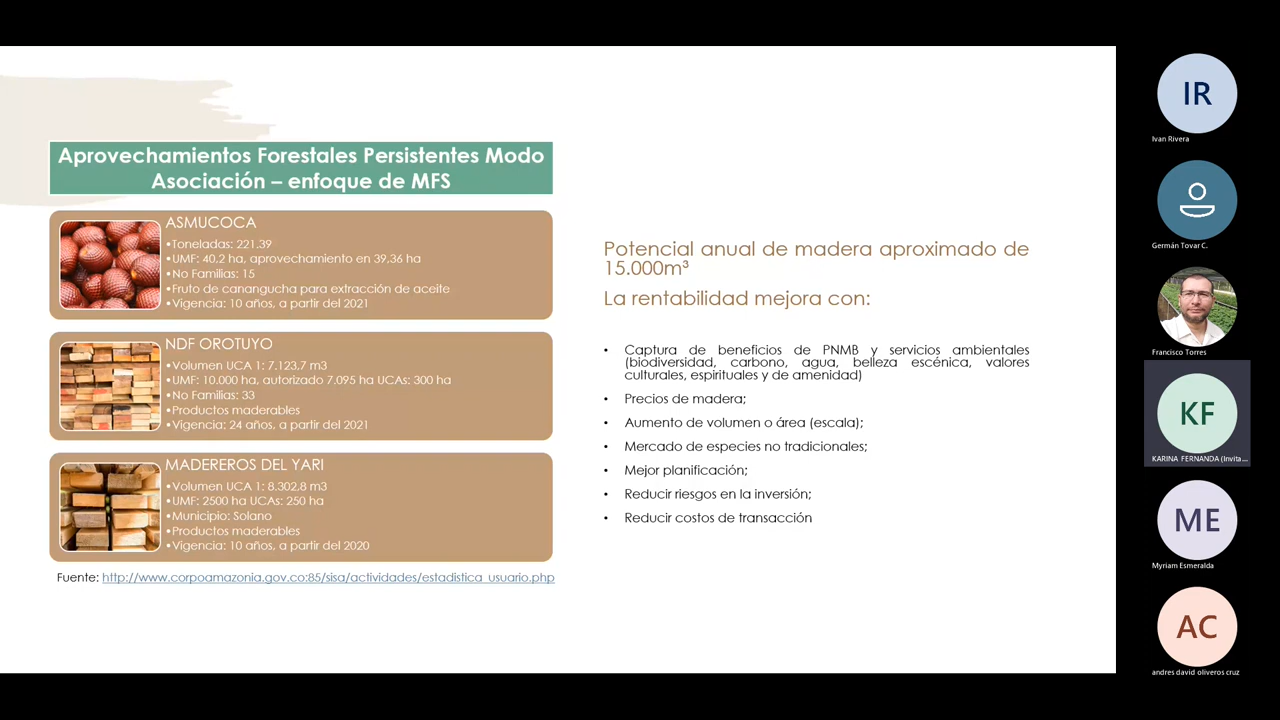 Aprovechamientos Forestales Persistentes Modo
Asociación – enfoque de MFS
ASMUCOCA
•Toneladas: 221.39
•UMF: 40.2 ha, aprovechamiento en 39.36 ha
•No Familias: 15
•Fruto de canangucha para extracción de aceite
•Vigencia: 10 años, a partir del 2021
NDF OROTUYO
•Volumen UCA 1: 7.123,7 m3
•UMF: 10.000 ha, autorizado 7.095 ha UCAs: 300 ha
•No Familias: 33
•Productos maderables
•Vigencia: 24 años, a partir del 2021
MADEREROS DEL YARI
•Volumen UCA 1: 8.302,8 m3
•UMF: 2500 ha UCAs: 250 ha
•Municipio: Solano
•Productos maderables
•Vigencia: 10 años, a partir del 2020
Fuente: http://www.corpoamazonia.gov.co:85/sisa/actividades/estadistica_usuario.php
Potencial anual de madera aproximado de
15.000m³
La rentabilidad mejora con:
• Captura de beneficios de PNMB y servicios ambientales
(biodiversidad, carbono, agua, belleza escénica, valores
culturales, espirituales y de amenidad)
• Precios de madera;
• Aumento de volumen o área (escala);
• Mercado de especies no tradicionales;
• Mejor planificación;
• Reducir riesgos en la inversión;
• Reducir costos de transacción
IR
Ivan Rivera
Germán Tovar C.
Francisco Torres
KF
KARINA FERNANDA (Invita...
ME
Myriam Esmeralda
AC
andres david oliveros cruz